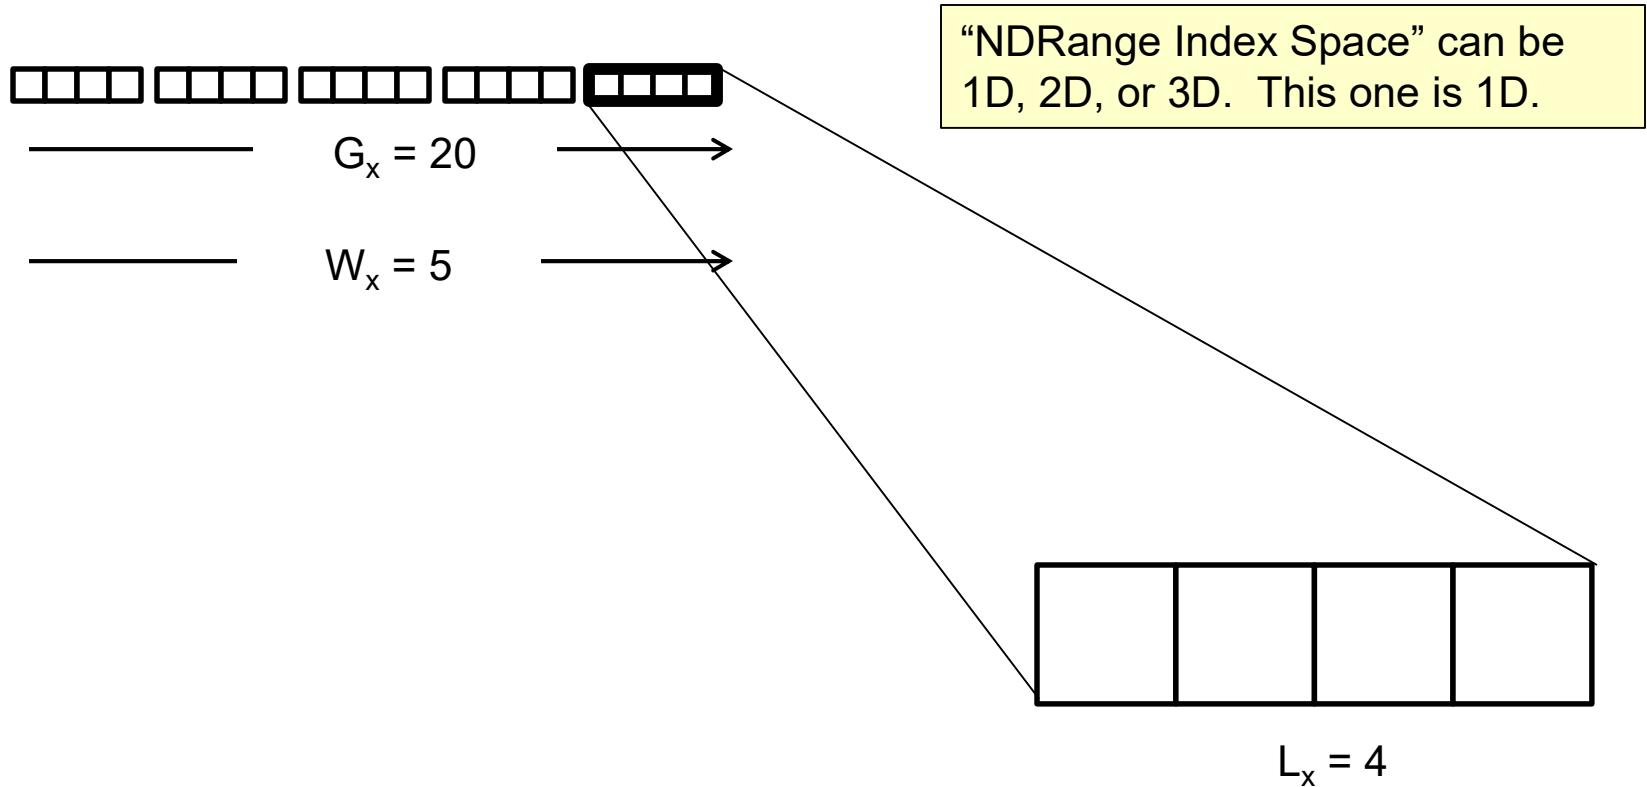 “NDRange Index Space” can be
1D, 2D, or 3D.  This one is 1D.
Gₓ = 20
Wₓ = 5
Lₓ = 4